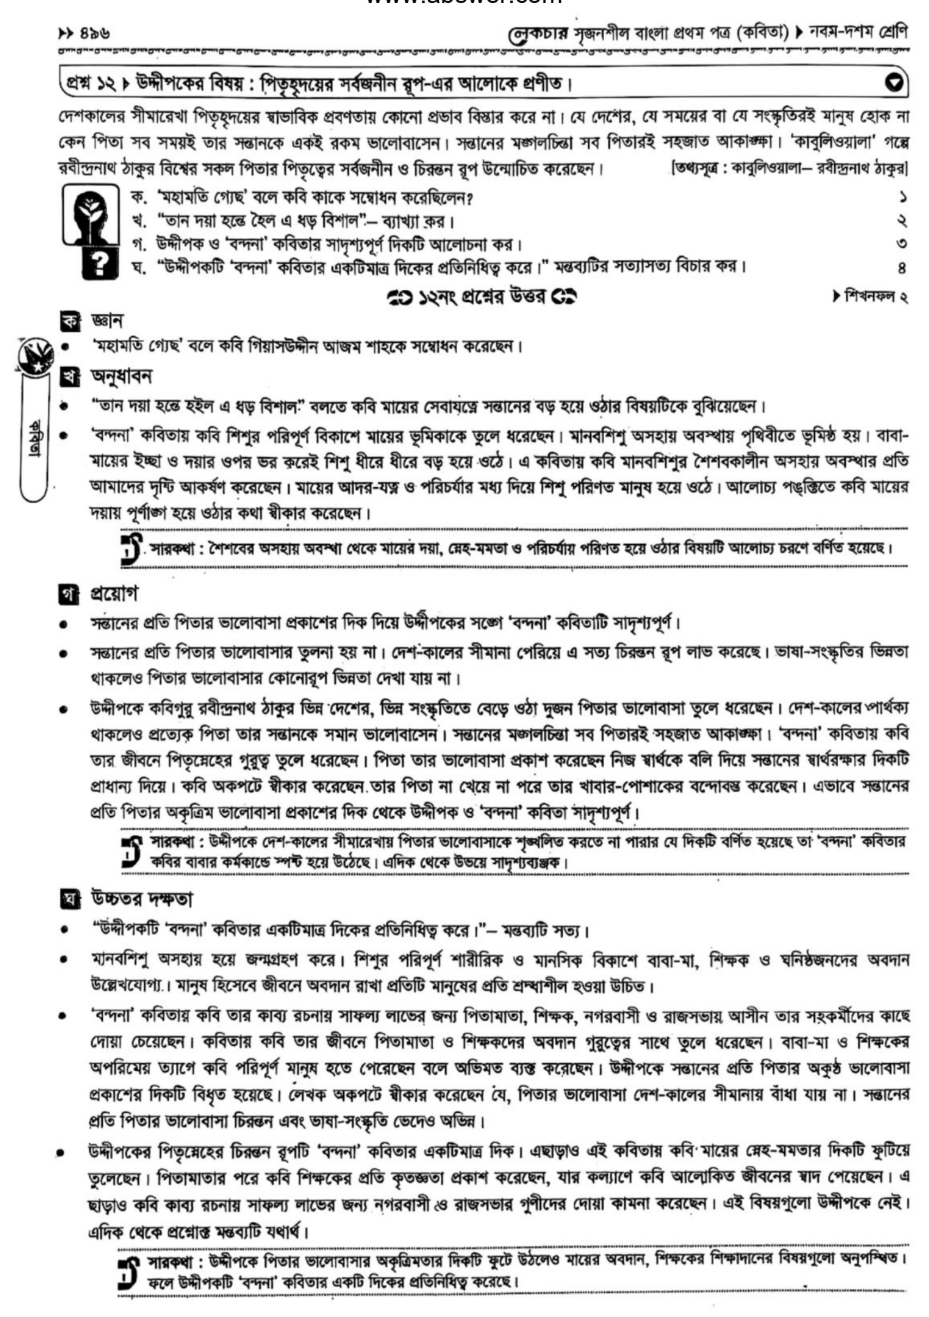 www.abswer.com
৪৯৬
লেকচার সৃজনশীল বাংলা প্রথম পত্র (কবিতা) নবম-দশম শ্রেণি
প্রশ্ন ১২ উদ্দীপকের বিষয় : পিতৃহৃদয়ের সর্বজনীন রূপ-এর আলোকে প্রণীত।
দেশকালের সীমারেখা পিতৃহৃদয়ের স্বাভাবিক প্রবণতায় কোনো প্রভাব বিস্তার করে না। যে দেশের, যে সময়ের বা যে সংস্কৃতিরই মানুষ হোক না
কেন পিতা সব সময়ই তার সন্তানকে একই রকম ভালোবাসেন। সন্তানের মঙ্গলচিন্তা সব পিতারই সহজাত আকাঙ্ক্ষা। 'কাবুলিওয়ালা' গল্পে
রবীন্দ্রনাথ ঠাকুর বিশ্বের সকল পিতার পিতৃত্বের সর্বজনীন ও চিরন্তন রূপ উন্মোচিত করেছেন। [তথ্যসূত্র : কাবুলিওয়ালা– রবীন্দ্রনাথ ঠাকুর]
ক. 'মহামতি গ্যেছ' বলে কবি কাকে সম্বোধন করেছিলেন? ১
খ. “তান দয়া হন্তে হৈল এ ধড় বিশাল”– ব্যাখ্যা কর। ২
গ. উদ্দীপক ও 'বন্দনা' কবিতার সাদৃশ্যপূর্ণ দিকটি আলোচনা কর। ৩
ঘ. “উদ্দীপকটি 'বন্দনা' কবিতার একটিমাত্র দিকের প্রতিনিধিত্ব করে।” মন্তব্যটির সত্যাসত্য বিচার কর। ৪
১২নং প্রশ্নের উত্তর
শিখনফল ২
ক জ্ঞান
• 'মহামতি গ্যেছ' বলে কবি গিয়াসউদ্দীন আজম শাহকে সম্বোধন করেছেন।
খ অনুধাবন
• “তান দয়া হন্তে হইল এ ধড় বিশাল” বলতে কবি মায়ের সেবাযত্নে সন্তানের বড় হয়ে ওঠার বিষয়টিকে বুঝিয়েছেন।
কবিতা
• 'বন্দনা' কবিতায় কবি শিশুর পরিপূর্ণ বিকাশে মায়ের ভূমিকাকে তুলে ধরেছেন। মানবশিশু অসহায় অবস্থায় পৃথিবীতে ভূমিষ্ঠ হয়। বাবা-
মায়ের ইচ্ছা ও দয়ার ওপর ভর করেই শিশু ধীরে ধীরে বড় হয়ে ওঠে। এ কবিতায় কবি মানবশিশুর শৈশবকালীন অসহায় অবস্থার প্রতি
আমাদের দৃষ্টি আকর্ষণ করেছেন। মায়ের আদর-যত্ন ও পরিচর্যার মধ্য দিয়ে শিশু পরিণত মানুষ হয়ে ওঠে। আলোচ্য পঙ্‌ক্তিতে কবি মায়ের
দয়ায় পূর্ণাঙ্গ হয়ে ওঠার কথা স্বীকার করেছেন।
সারকথা : শৈশবের অসহায় অবস্থা থেকে মায়ের দয়া, স্নেহ-মমতা ও পরিচর্যায় পরিণত হয়ে ওঠার বিষয়টি আলোচ্য চরণে বর্ণিত হয়েছে।
গ প্রয়োগ
• সন্তানের প্রতি পিতার ভালোবাসা প্রকাশের দিক দিয়ে উদ্দীপকের সঙ্গে 'বন্দনা' কবিতাটি সাদৃশ্যপূর্ণ।
• সন্তানের প্রতি পিতার ভালোবাসার তুলনা হয় না। দেশ-কালের সীমানা পেরিয়ে এ সত্য চিরন্তন রূপ লাভ করেছে। ভাষা-সংস্কৃতির ভিন্নতা
থাকলেও পিতার ভালোবাসার কোনোরূপ ভিন্নতা দেখা যায় না।
• উদ্দীপকে কবিগুরু রবীন্দ্রনাথ ঠাকুর ভিন্ন দেশের, ভিন্ন সংস্কৃতিতে বেড়ে ওঠা দুজন পিতার ভালোবাসা তুলে ধরেছেন। দেশ-কালের পার্থক্য
থাকলেও প্রত্যেক পিতা তার সন্তানকে সমান ভালোবাসেন। সন্তানের মঙ্গলচিন্তা সব পিতারই সহজাত আকাঙ্ক্ষা। 'বন্দনা' কবিতায় কবি
তার জীবনে পিতৃস্নেহের গুরুত্ব তুলে ধরেছেন। পিতা তার ভালোবাসা প্রকাশ করেছেন নিজ স্বার্থকে বলি দিয়ে সন্তানের স্বার্থরক্ষার দিকটি
প্রাধান্য দিয়ে। কবি অকপটে স্বীকার করেছেন তার পিতা না খেয়ে না পরে তার খাবার-পোশাকের বন্দোবস্ত করেছেন। এভাবে সন্তানের
প্রতি পিতার অকৃত্রিম ভালোবাসা প্রকাশের দিক থেকে উদ্দীপক ও 'বন্দনা' কবিতা সাদৃশ্যপূর্ণ।
সারকথা : উদ্দীপকে দেশ-কালের সীমারেখায় পিতার ভালোবাসাকে শৃঙ্খলিত করতে না পারার যে দিকটি বর্ণিত হয়েছে তা 'বন্দনা' কবিতার
কবির বাবার কর্মকান্ডে স্পষ্ট হয়ে উঠেছে। এদিক থেকে উভয়ে সাদৃশ্যব্যঞ্জক।
ঘ উচ্চতর দক্ষতা
• “উদ্দীপকটি 'বন্দনা' কবিতার একটিমাত্র দিকের প্রতিনিধিত্ব করে।”– মন্তব্যটি সত্য।
• মানবশিশু অসহায় হয়ে জন্মগ্রহণ করে। শিশুর পরিপূর্ণ শারীরিক ও মানসিক বিকাশে বাবা-মা, শিক্ষক ও ঘনিষ্ঠজনদের অবদান
উল্লেখযোগ্য। মানুষ হিসেবে জীবনে অবদান রাখা প্রতিটি মানুষের প্রতি শ্রদ্ধাশীল হওয়া উচিত।
• 'বন্দনা' কবিতায় কবি তার কাব্য রচনায় সাফল্য লাভের জন্য পিতামাতা, শিক্ষক, নগরবাসী ও রাজসভায় আসীন তার সহকর্মীদের কাছে
দোয়া চেয়েছেন। কবিতায় কবি তার জীবনে পিতামাতা ও শিক্ষকদের অবদান গুরুত্বের সাথে তুলে ধরেছেন। বাবা-মা ও শিক্ষকের
অপরিমেয় ত্যাগে কবি পরিপূর্ণ মানুষ হতে পেরেছেন বলে অভিমত ব্যক্ত করেছেন। উদ্দীপকে সন্তানের প্রতি পিতার অকুণ্ঠ ভালোবাসা
প্রকাশের দিকটি বিধৃত হয়েছে। লেখক অকপটে স্বীকার করেছেন যে, পিতার ভালোবাসা দেশ-কালের সীমানায় বাঁধা যায় না। সন্তানের
প্রতি পিতার ভালোবাসা চিরন্তন এবং ভাষা-সংস্কৃতি ভেদেও অভিন্ন।
• উদ্দীপকের পিতৃস্নেহের চিরন্তন রূপটি 'বন্দনা' কবিতার একটিমাত্র দিক। এছাড়াও এই কবিতায় কবি মায়ের স্নেহ-মমতার দিকটি ফুটিয়ে
তুলেছেন। পিতামাতার পরে কবি শিক্ষকের প্রতি কৃতজ্ঞতা প্রকাশ করেছেন, যার কল্যাণে কবি আলোকিত জীবনের স্বাদ পেয়েছেন। এ
ছাড়াও কবি কাব্য রচনায় সাফল্য লাভের জন্য নগরবাসী ও রাজসভার গুণীদের দোয়া কামনা করেছেন। এই বিষয়গুলো উদ্দীপকে নেই।
এদিক থেকে প্রশ্নোক্ত মন্তব্যটি যথার্থ।
সারকথা : উদ্দীপকে পিতার ভালোবাসার অকৃত্রিমতার দিকটি ফুটে উঠলেও মায়ের অবদান, শিক্ষকের শিক্ষাদানের বিষয়গুলো অনুপস্থিত।
ফলে উদ্দীপকটি 'বন্দনা' কবিতার একটি দিকের প্রতিনিধিত্ব করেছে।